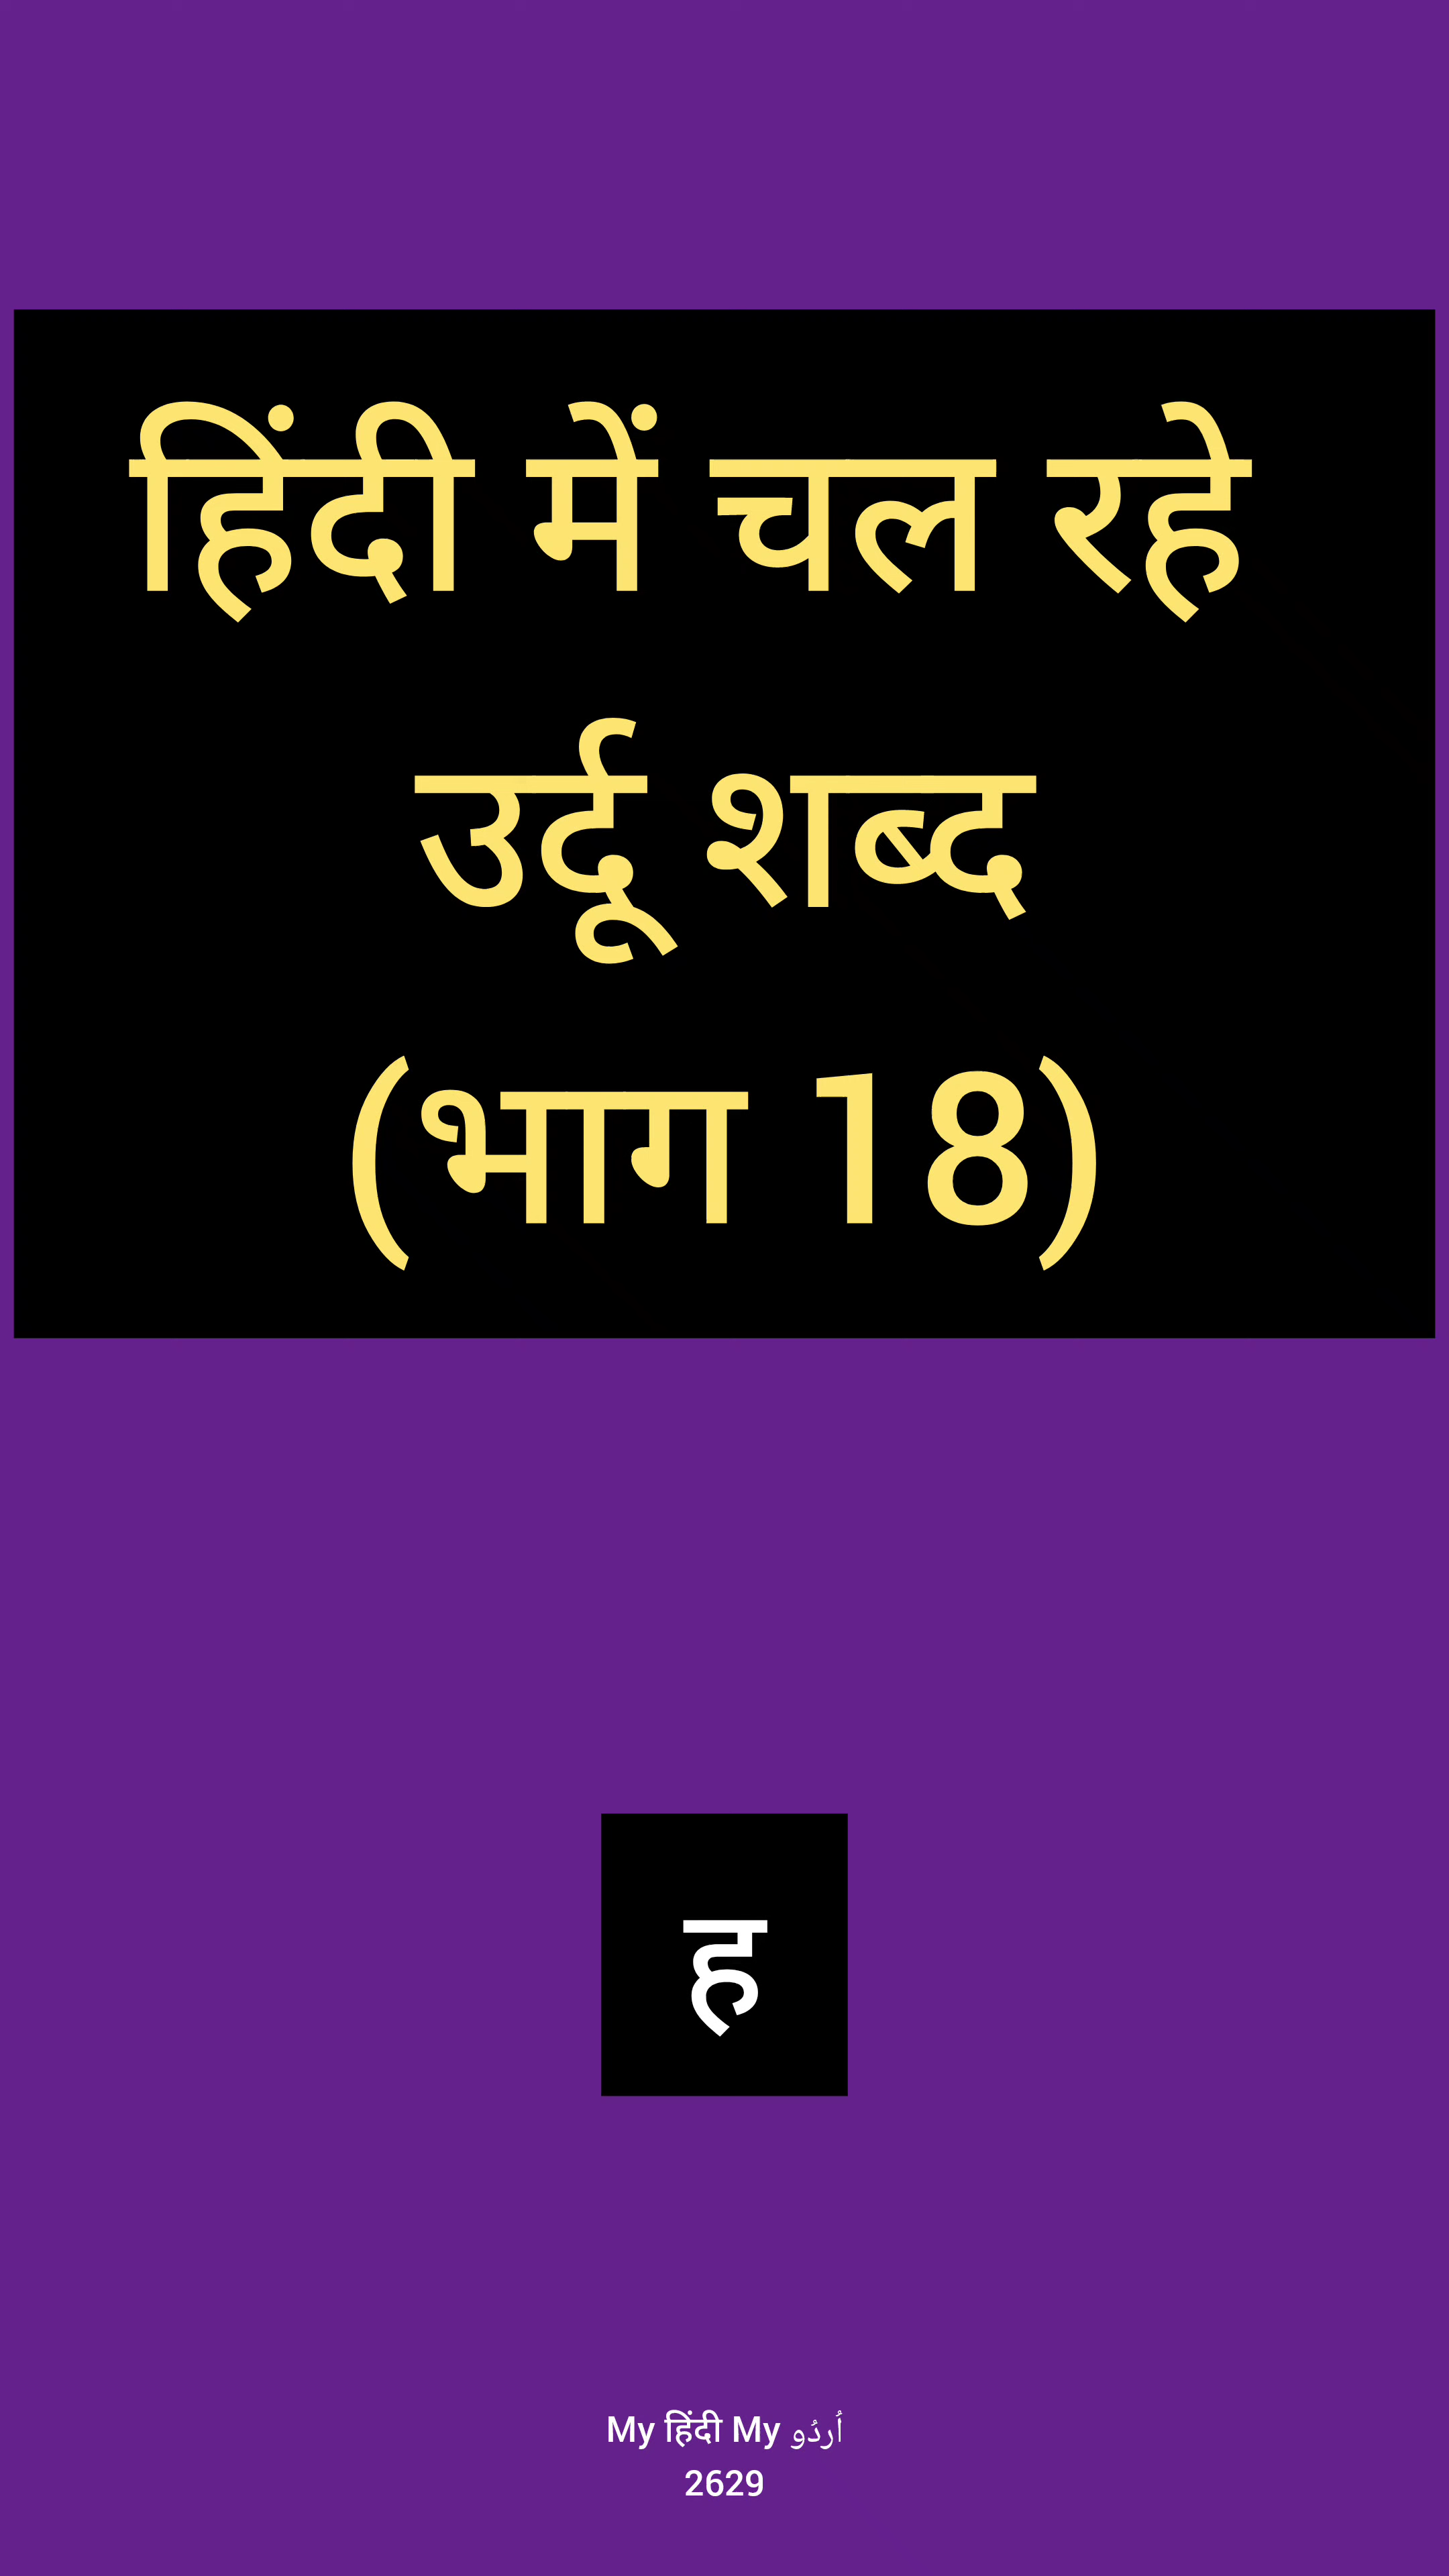 हिंदी में चल रहे
उर्दू शब्द
(भाग 18)
ह
My हिंदी My اُردُو
2629